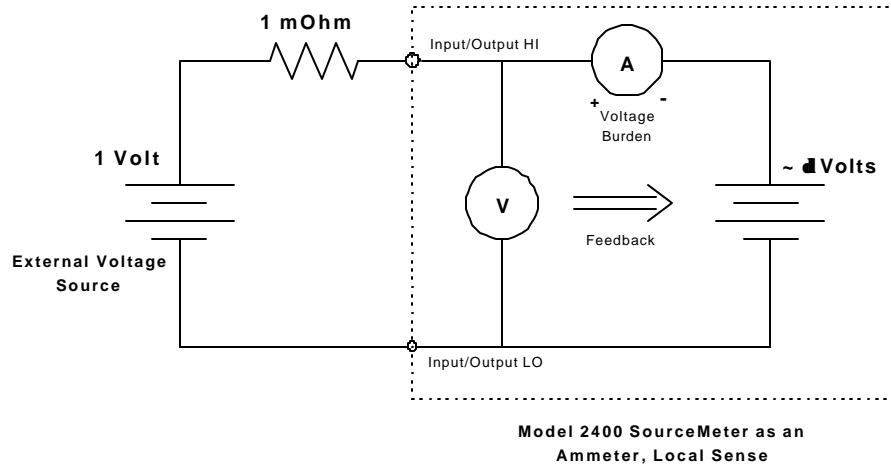 1 mOhm
Input/Output HI
A
+ -
Voltage
Burden
1 Volt
~ Volts
V
Feedback
External Voltage
Source
Input/Output LO
Model 2400 SourceMeter as an
Ammeter, Local Sense